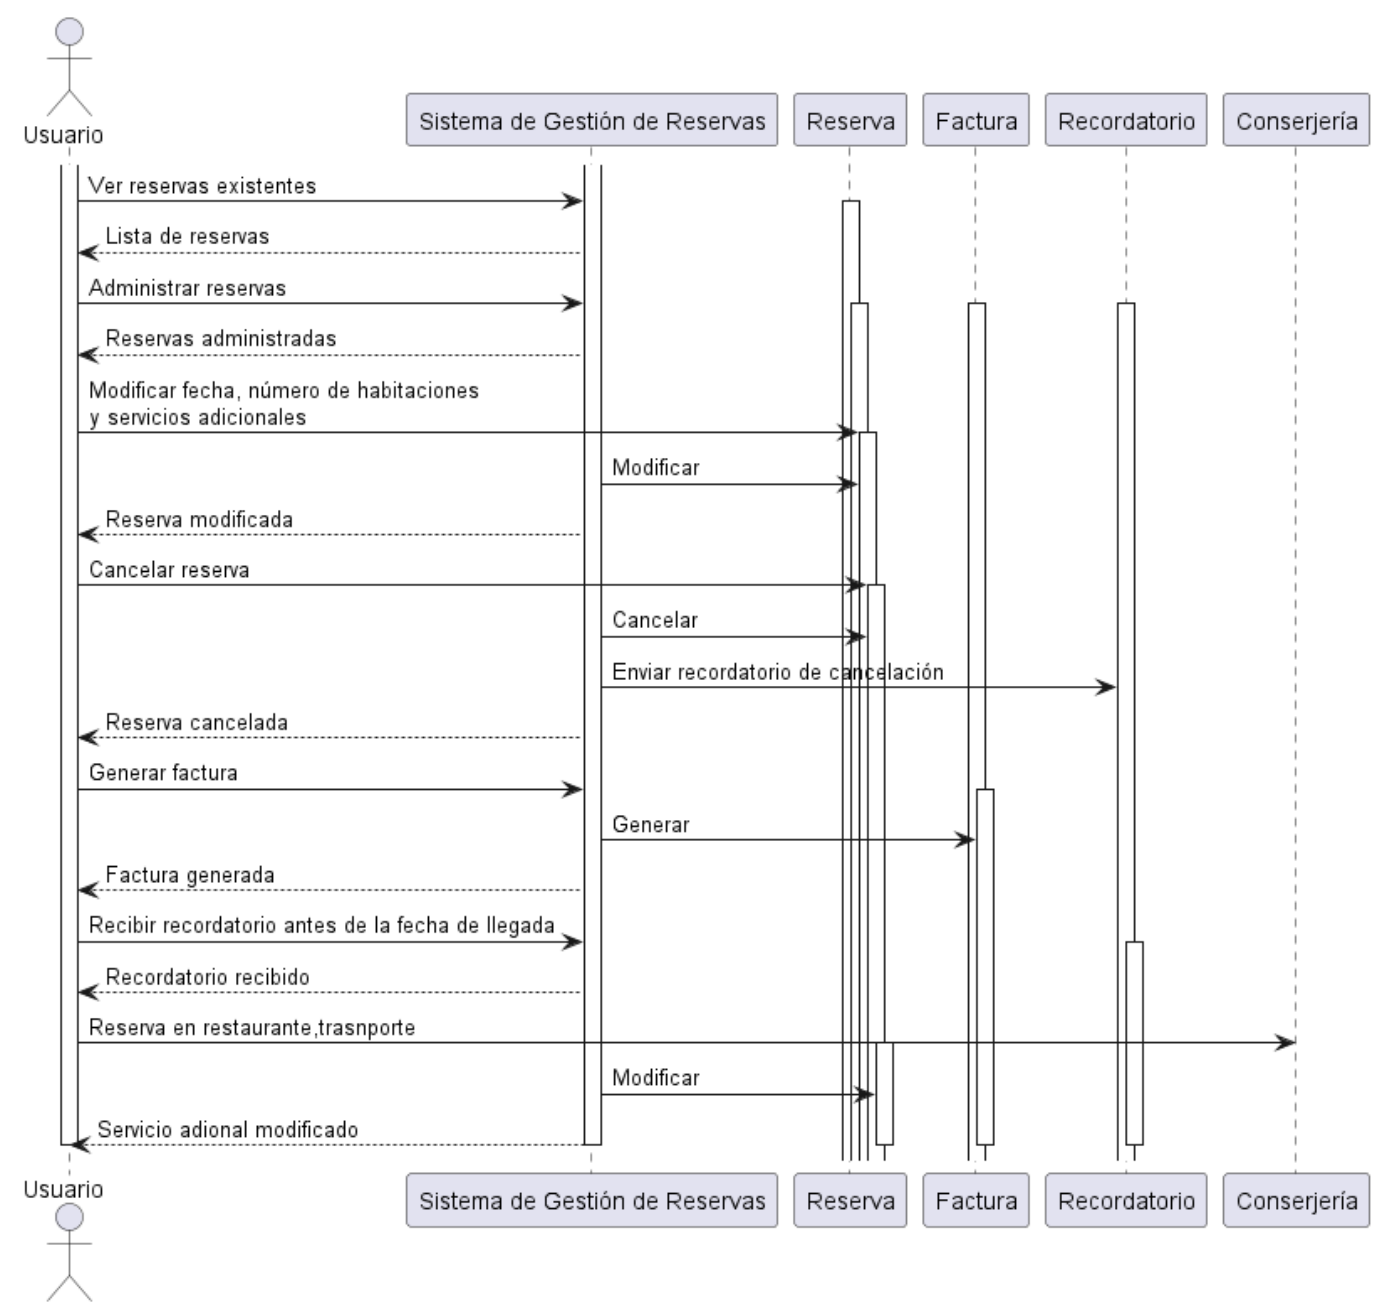 Usuario
Sistema de Gestión de Reservas
Reserva
Factura
Recordatorio
Conserjería
Ver reservas existentes
Lista de reservas
Administrar reservas
Reservas administradas
Modificar fecha, número de habitaciones
y servicios adicionales
Modificar
Reserva modificada
Cancelar reserva
Cancelar
Enviar recordatorio de cancelación
Reserva cancelada
Generar factura
Generar
Factura generada
Recibir recordatorio antes de la fecha de llegada
Recordatorio recibido
Reserva en restaurante,trasnporte
Modificar
Servicio adional modificado
Usuario
Sistema de Gestión de Reservas
Reserva
Factura
Recordatorio
Conserjería